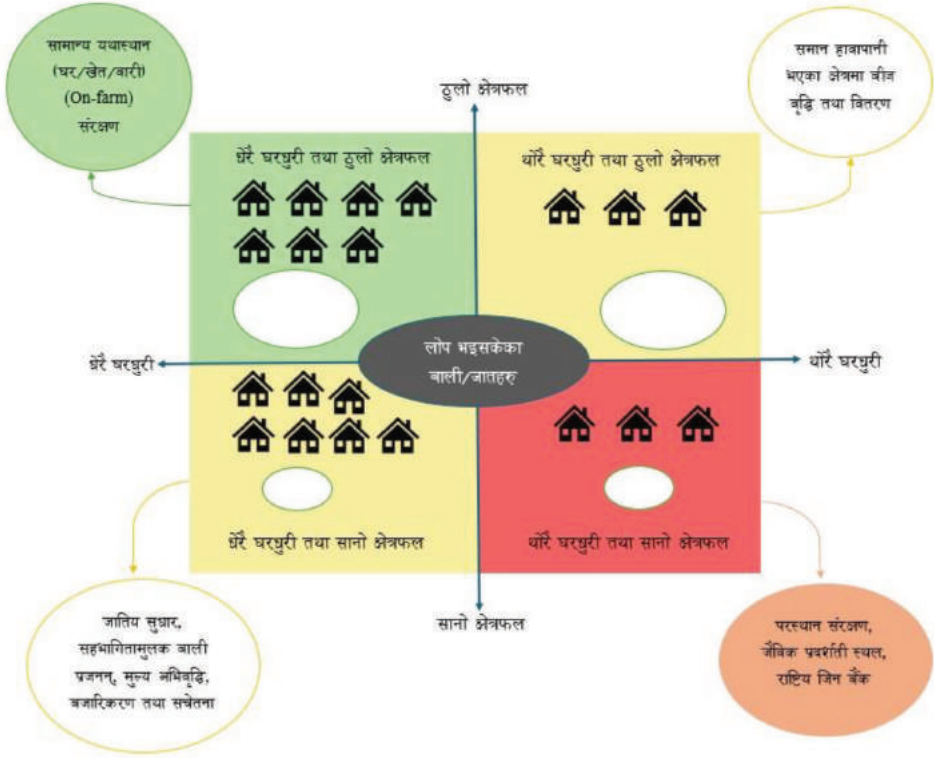 सामान्य यथास्थान
(घर/खेत/बारी)
(On-farm)
संरक्षण
समान हावापानी
भएका क्षेत्रमा बीज
बृद्धि तथा वितरण
ठुलो क्षेत्रफल
धेरै घरधुरी तथा ठुलो क्षेत्रफल
थोरै घरधुरी तथा ठुलो क्षेत्रफल
धेरै घरधुरी
लोप भइसकेका
बाली/जातहरु
थोरै घरधुरी
धेरै घरधुरी तथा सानो क्षेत्रफल
थोरै घरधुरी तथा सानो क्षेत्रफल
सानो क्षेत्रफल
जातिय सुधार,
सहभागितामुलक बाली
प्रजनन्, मुल्य अभिबृद्धि,
बजारिकरण तथा सचेतना
परस्थान संरक्षण,
जैविक प्रदर्शती स्थल,
राष्टिय जिन बैंक